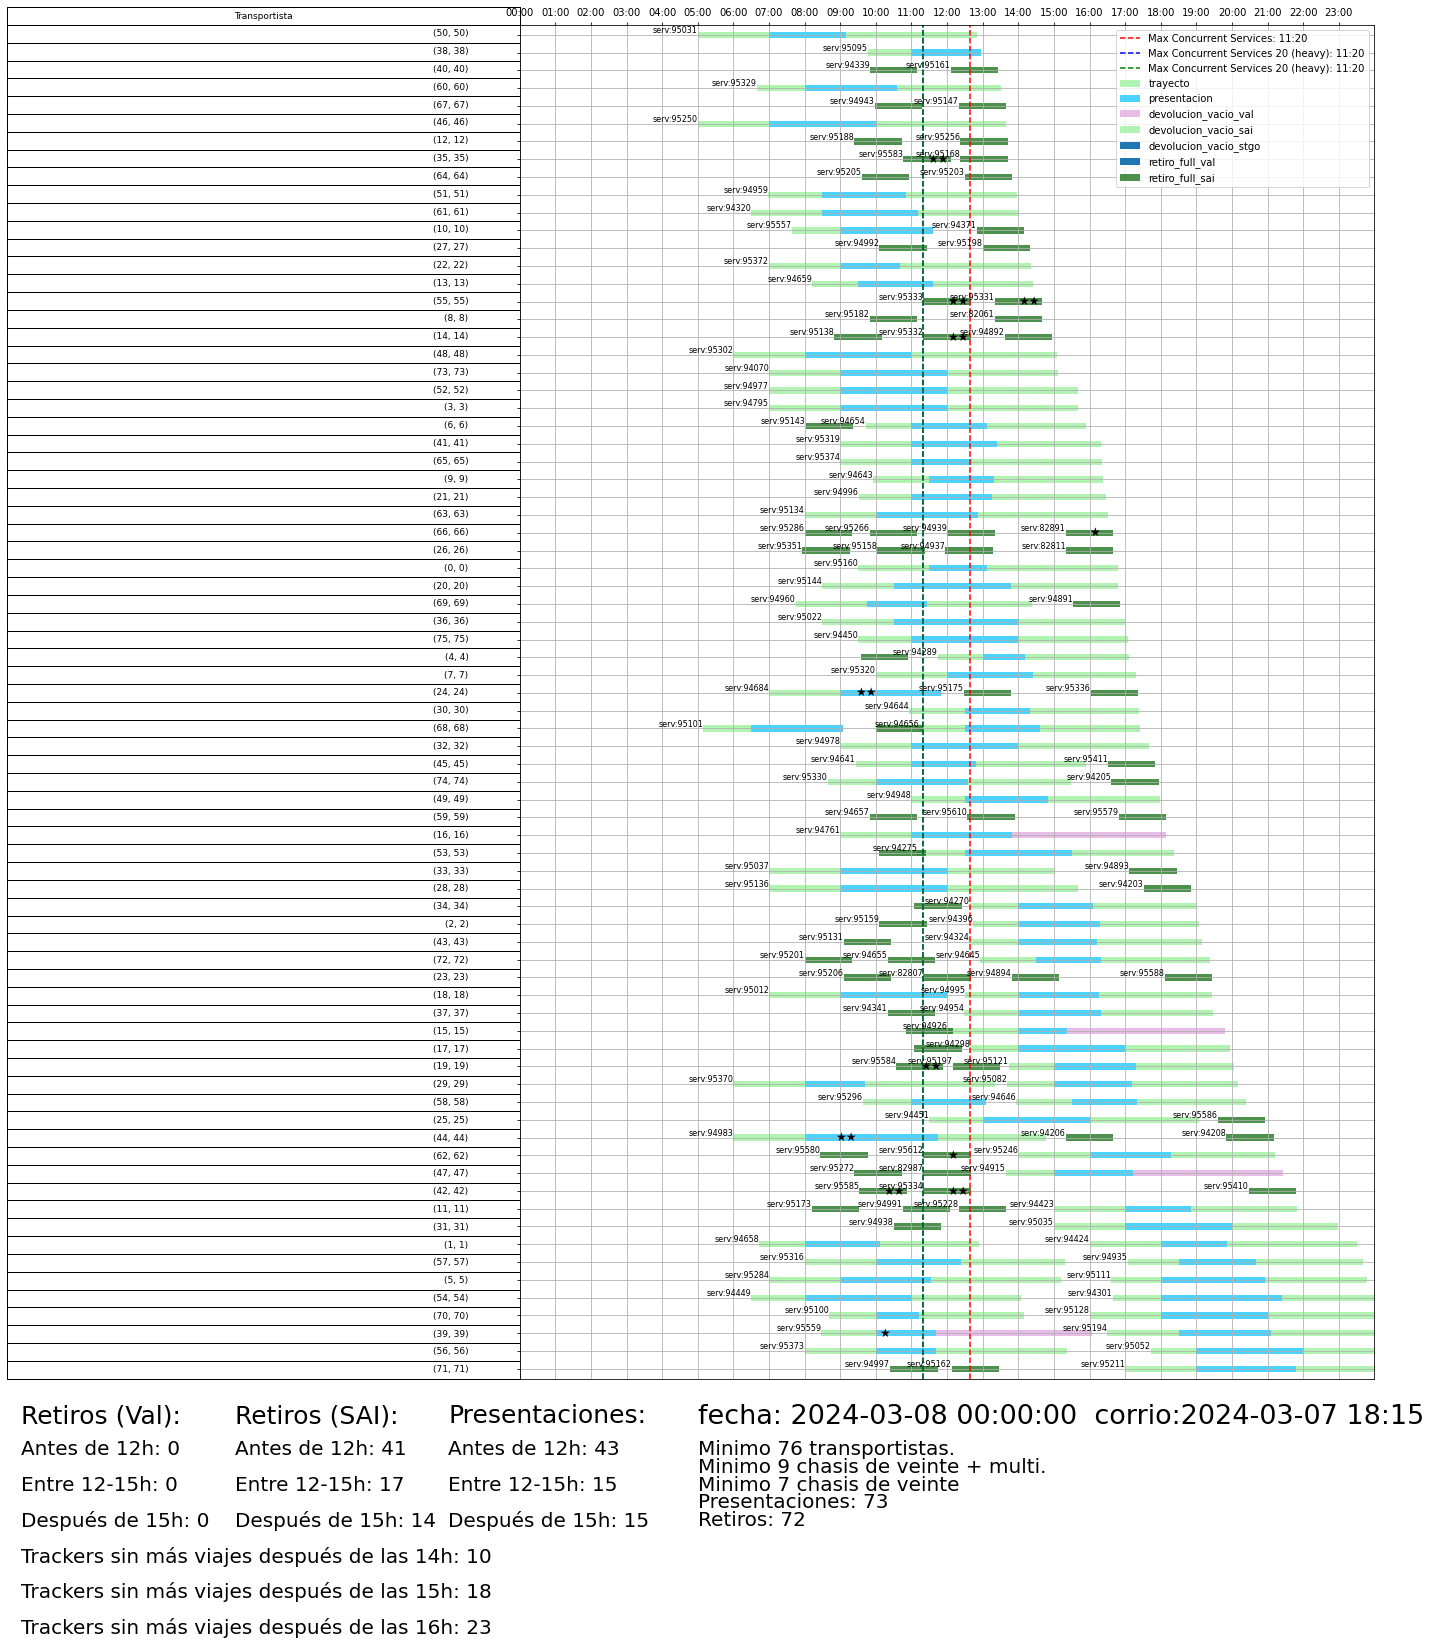 Transportista
00:00 01:00 02:00 03:00 04:00 05:00 06:00 07:00 08:00 09:00 10:00 11:00 12:00 13:00 14:00 15:00 16:00 17:00 18:00 19:00 20:00 21:00 22:00 23:00
Max Concurrent Services: 11:20
Max Concurrent Services 20 (heavy): 11:20
Max Concurrent Services 20 (heavy): 11:20
trayecto
presentacion
devolucion_vacio_val
devolucion_vacio_sai
devolucion_vacio_stgo
retiro_full_val
retiro_full_sai
(50, 50) serv:95031
(38, 38) serv:95095
(40, 40) serv:94339 serv:95161
(60, 60) serv:95329
(67, 67) serv:94943 serv:95147
(46, 46) serv:95250
(12, 12) serv:95188 serv:95256
(35, 35) serv:95583 serv:95168
(64, 64) serv:95205 serv:95203
(51, 51) serv:94959
(61, 61) serv:94320
(10, 10) serv:95557 serv:94371
(27, 27) serv:94992 serv:95198
(22, 22) serv:95372
(13, 13) serv:94659
(55, 55) serv:95333 serv:95331
(8, 8) serv:95182 serv:82061
(14, 14) serv:95138 serv:95332 serv:94892
(48, 48) serv:95302
(73, 73) serv:94070
(52, 52) serv:94977
(3, 3) serv:94795
(6, 6) serv:95143 serv:94654
(41, 41) serv:95319
(65, 65) serv:95374
(9, 9) serv:94643
(21, 21) serv:94996
(63, 63) serv:95134
(66, 66) serv:95286 serv:95266 serv:94939 serv:82891
(26, 26) serv:95351 serv:95158 serv:94937 serv:82811
(0, 0) serv:95160
(20, 20) serv:95144
(69, 69) serv:94960 serv:94891
(36, 36) serv:95022
(75, 75) serv:94450
(4, 4) serv:94289
(7, 7) serv:95320
(24, 24) serv:94684 serv:95175 serv:95336
(30, 30) serv:94644
(68, 68) serv:95101 serv:94656
(32, 32) serv:94978
(45, 45) serv:94641 serv:95411
(74, 74) serv:95330 serv:94205
(49, 49) serv:94948
(59, 59) serv:94657 serv:95610 serv:95579
(16, 16) serv:94761
(53, 53) serv:94275
(33, 33) serv:95037 serv:94893
(28, 28) serv:95136 serv:94203
(34, 34) serv:94270
(2, 2) serv:95159 serv:94396
(43, 43) serv:95131 serv:94324
(72, 72) serv:95201 serv:94655 serv:94645
(23, 23) serv:95206 serv:82807 serv:94894 serv:95588
(18, 18) serv:95012 serv:94995
(37, 37) serv:94341 serv:94954
(15, 15) serv:94926
(17, 17) serv:94298
(19, 19) serv:95584 serv:95197 serv:95121
(29, 29) serv:95370 serv:95082
(58, 58) serv:95296 serv:94646
(25, 25) serv:94451 serv:95586
(44, 44) serv:94983 serv:94206 serv:94208
(62, 62) serv:95580 serv:95612 serv:95246
(47, 47) serv:95272 serv:82987 serv:94915
(42, 42) serv:95585 serv:95334 serv:95410
(11, 11) serv:95173 serv:94991 serv:95228 serv:94423
(31, 31) serv:94938 serv:95035
(1, 1) serv:94658 serv:94424
(57, 57) serv:95316 serv:94935
(5, 5) serv:95284 serv:95111
(54, 54) serv:94449 serv:94301
(70, 70) serv:95100 serv:95128
(39, 39) serv:95559 serv:95194
(56, 56) serv:95373 serv:95052
(71, 71) serv:94997 serv:95162 serv:95211
Retiros (Val): Retiros (SAI): Presentaciones: fecha: 2024-03-08 00:00:00 corrio:2024-03-07 18:15
Antes de 12h: 0 Antes de 12h: 41 Antes de 12h: 43 Minimo 76 transportistas.
Minimo 9 chasis de veinte + multi.
Entre 12-15h: 0 Entre 12-15h: 17 Entre 12-15h: 15 Minimo 7 chasis de veinte
Presentaciones: 73
Después de 15h: 0 Después de 15h: 14 Después de 15h: 15 Retiros: 72
Trackers sin más viajes después de las 14h: 10
Trackers sin más viajes después de las 15h: 18
Trackers sin más viajes después de las 16h: 23